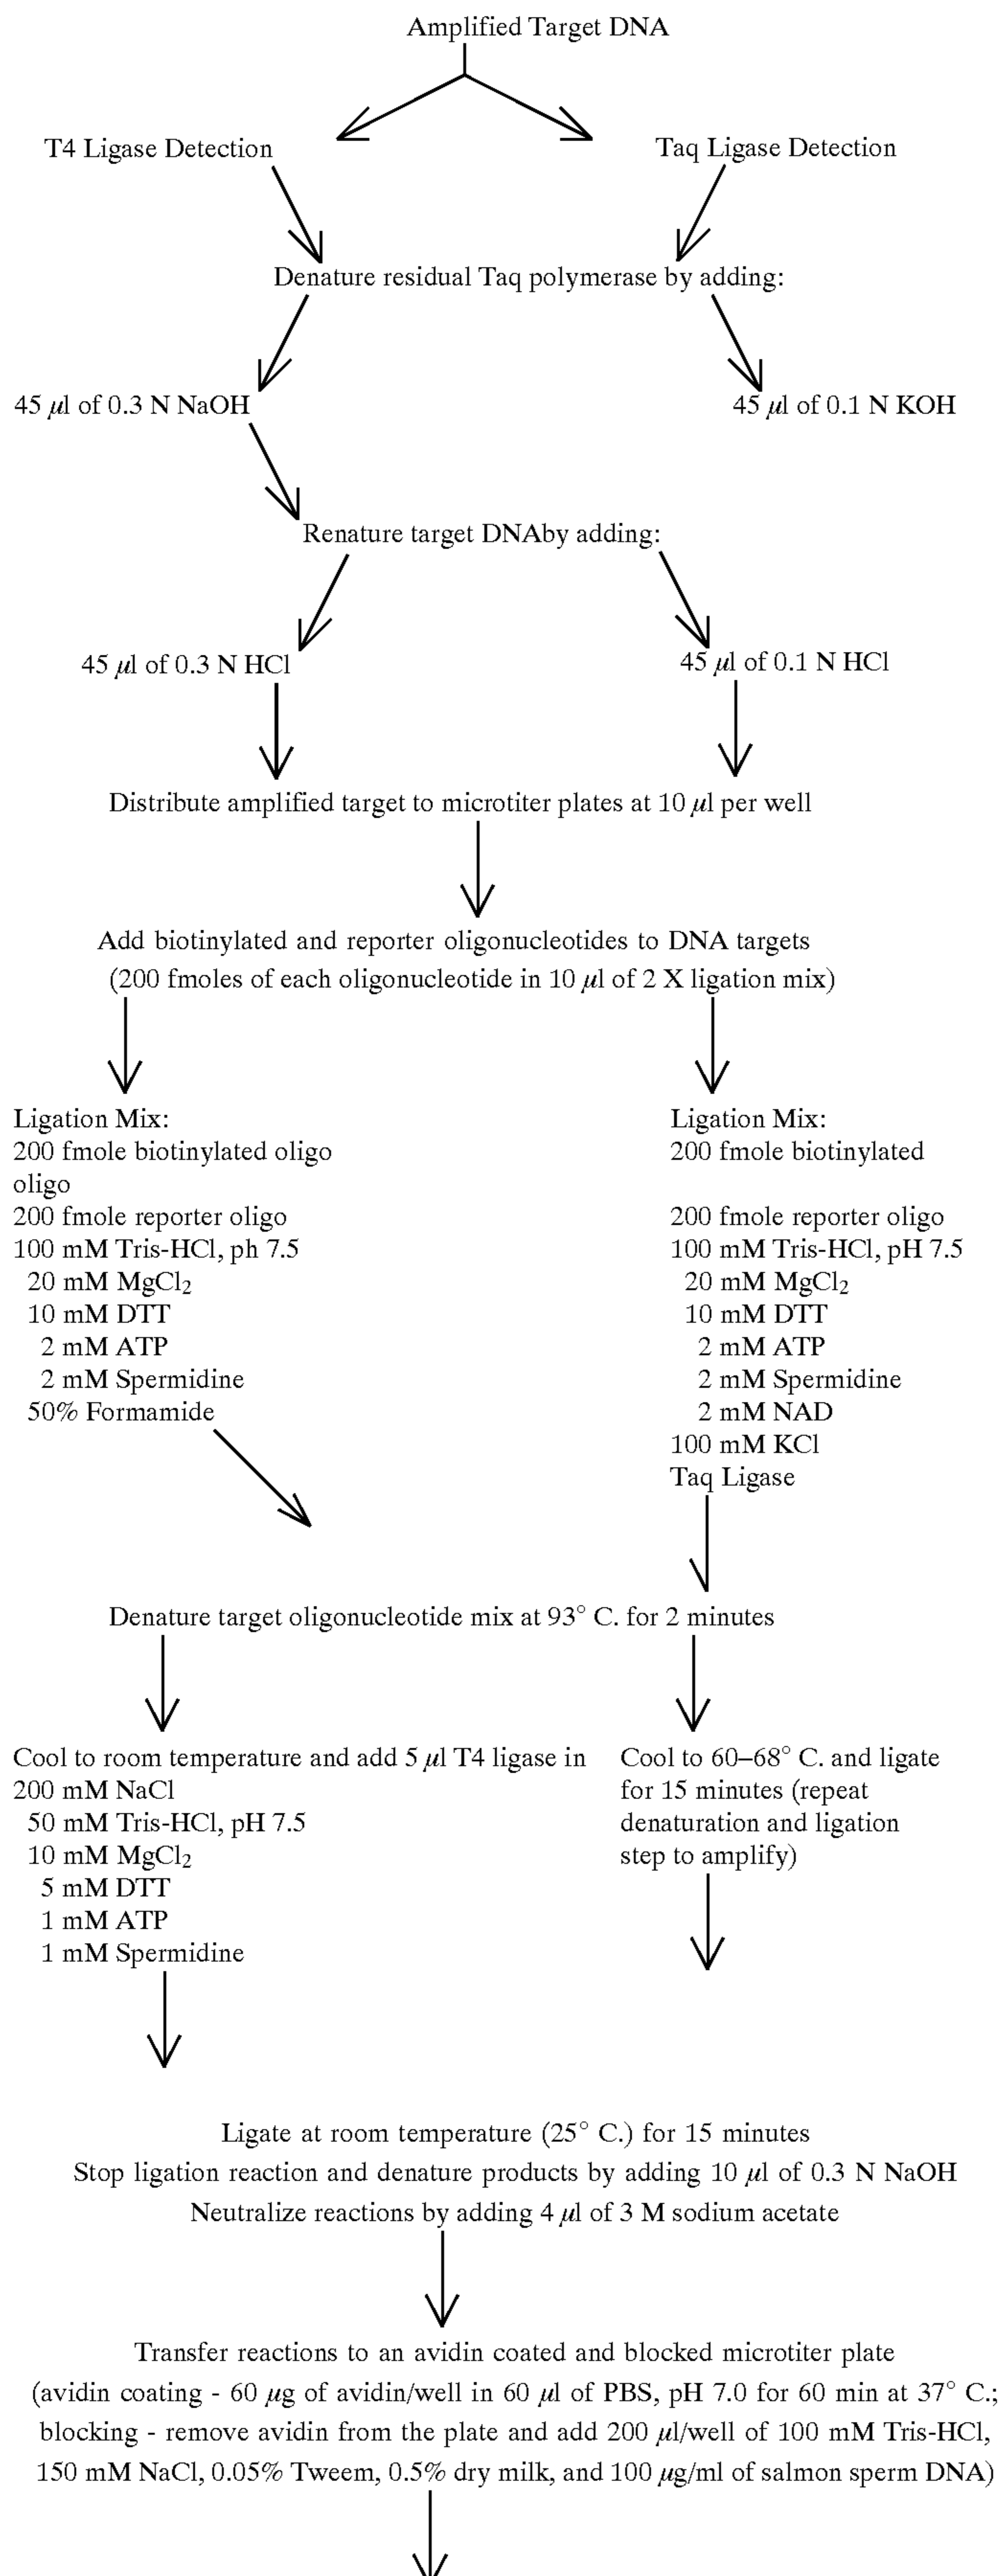 Amplified Target DNA
T4 Ligase Detection
Taq Ligase Detection
Denature residual Taq polymerase by adding:
45 μl of 0.3 N NaOH
45 μl of 0.1 N KOH
Renature target DNAby adding:
45 μl of 0.3 N HCl
45 μl of 0.1 N HCl
Distribute amplified target to microtiter plates at 10 μl per well
Add biotinylated and reporter oligonucleotides to DNA targets
(200 fmoles of each oligonucleotide in 10 μl of 2 X ligation mix)
Ligation Mix:
200 fmole biotinylated oligo
oligo
200 fmole reporter oligo
100 mM Tris-HCl, ph 7.5
20 mM MgCl₂
10 mM DTT
2 mM ATP
2 mM Spermidine
50% Formamide
Ligation Mix:
200 fmole biotinylated
200 fmole reporter oligo
100 mM Tris-HCl, pH 7.5
20 mM MgCl₂
10 mM DTT
2 mM ATP
2 mM Spermidine
2 mM NAD
100 mM KCl
Taq Ligase
Denature target oligonucleotide mix at 93° C. for 2 minutes
Cool to room temperature and add 5 μl T4 ligase in
200 mM NaCl
50 mM Tris-HCl, pH 7.5
10 mM MgCl₂
5 mM DTT
1 mM ATP
1 mM Spermidine
Cool to 60–68° C. and ligate
for 15 minutes (repeat
denaturation and ligation
step to amplify)
Ligate at room temperature (25° C.) for 15 minutes
Stop ligation reaction and denature products by adding 10 μl of 0.3 N NaOH
Neutralize reactions by adding 4 μl of 3 M sodium acetate
Transfer reactions to an avidin coated and blocked microtiter plate
(avidin coating - 60 μg of avidin/well in 60 μl of PBS, pH 7.0 for 60 min at 37° C.;
blocking - remove avidin from the plate and add 200 μl/well of 100 mM Tris-HCl,
150 mM NaCl, 0.05% Tweem, 0.5% dry milk, and 100 μg/ml of salmon sperm DNA)